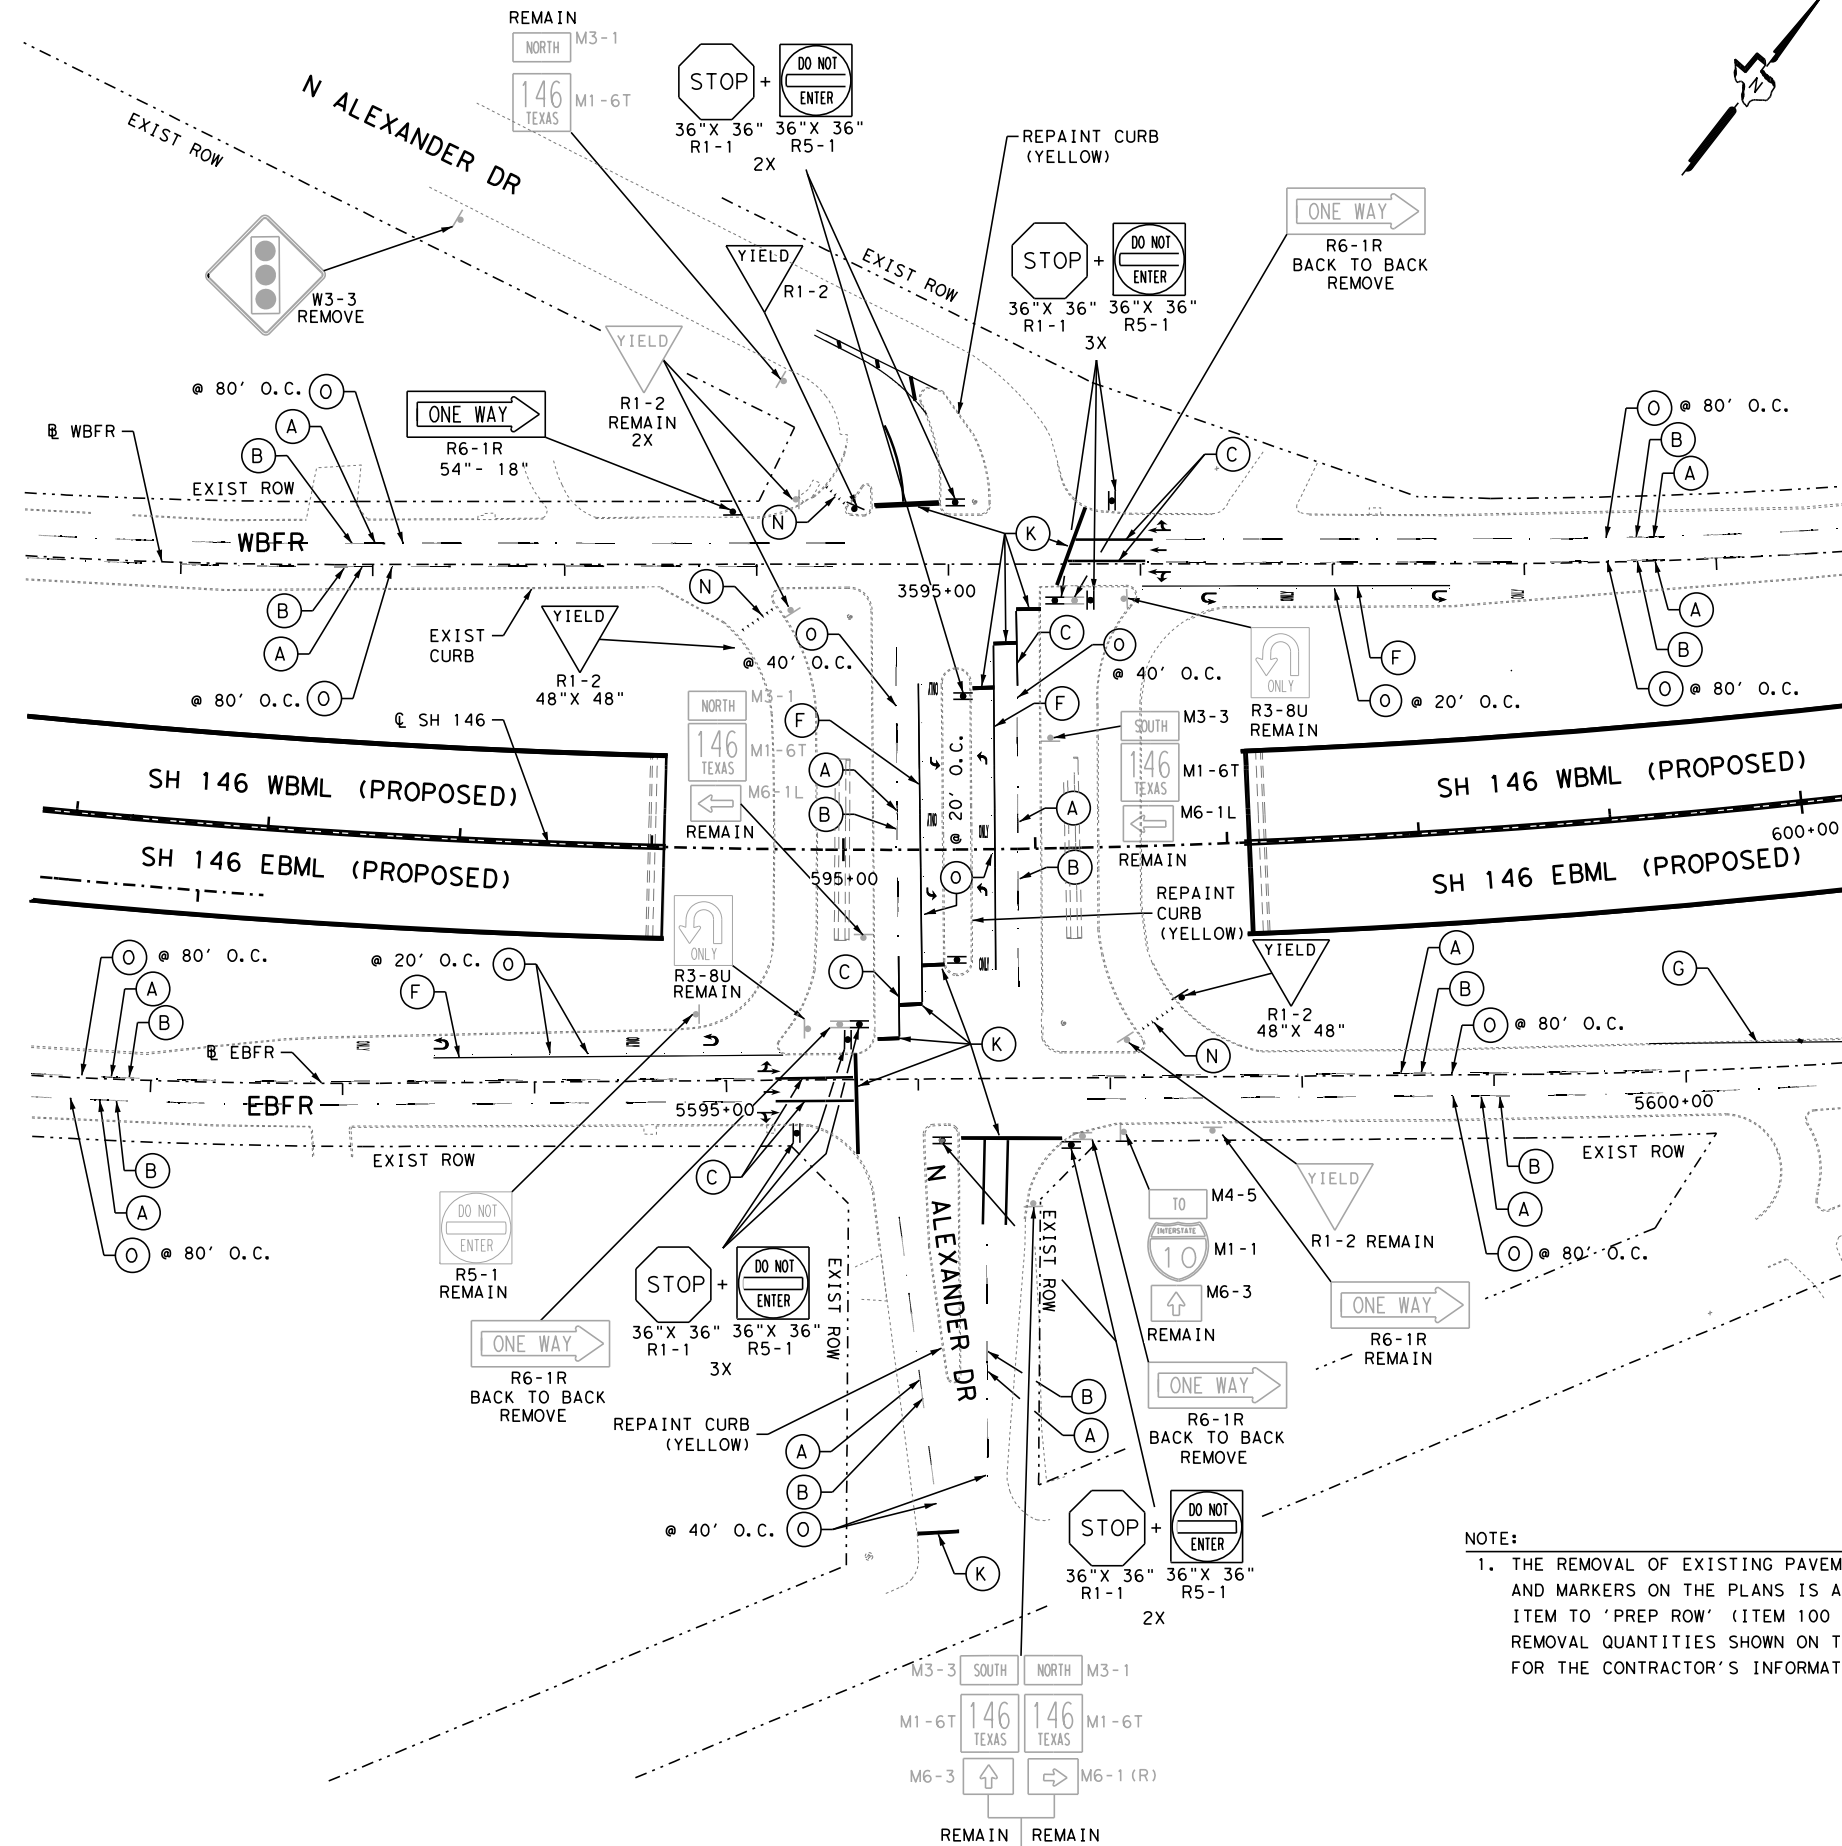 REMAIN
NORTH M3-1
146 TEXAS M1-6T
N ALEXANDER DR
EXIST ROW
STOP + DO NOT ENTER
36"X 36" 36"X 36"
R1-1 R5-1
2X
REPAINT CURB
(YELLOW)
N
ONE WAY
R6-1R
BACK TO BACK
REMOVE
STOP + DO NOT ENTER
36"X 36" 36"X 36"
R1-1 R5-1
3X
EXIST ROW
YIELD
R1-2
W3-3
REMOVE
YIELD
R1-2
REMAIN
2X
@ 80' O.C. O
A
B
ONE WAY
R6-1R
54"- 18"
WBFR
EXIST ROW
WBFR
O @ 80' O.C.
B
A
C
N
K
N
3595+00
B
A
@ 80' O.C. O
EXIST
CURB
YIELD
R1-2
48"X 48"
O
@ 40' O.C.
C
O
@ 40' O.C.
ONLY
R3-8U
REMAIN
F
O @ 20' O.C.
A
B
O @ 80' O.C.
SH 146
NORTH M3-1
146 TEXAS M1-6T
M6-1L
REMAIN
F
A
B
ONLY
ONLY
ONLY
ONLY
@ 20' O.C.
O
F
SOUTH M3-3
146 TEXAS M1-6T
M6-1L
REMAIN
A
B
SH 146 WBML (PROPOSED)
SH 146 EBML (PROPOSED)
SH 146 WBML (PROPOSED)
SH 146 EBML (PROPOSED)
600+00
595+00
REPAINT
CURB
(YELLOW)
ONLY
R3-8U
REMAIN
YIELD
R1-2
48"X 48"
O @ 80' O.C.
A
B
@ 20' O.C. O
F
C
K
N
A
B
O @ 80' O.C.
G
EBFR
EBFR
5595+00
5600+00
EXIST ROW
EXIST ROW
B
A
O @ 80' O.C.
C
DO NOT ENTER
R5-1
REMAIN
ONE WAY
R6-1R
BACK TO BACK
REMOVE
STOP + DO NOT ENTER
36"X 36" 36"X 36"
R1-1 R5-1
3X
EXIST ROW
N ALEXANDER DR
EXIST ROW
TO M4-5
INTERSTATE 10 M1-1
M6-3
REMAIN
YIELD
R1-2 REMAIN
ONE WAY
R6-1R
REMAIN
B
A
O @ 80' O.C.
ONE WAY
R6-1R
BACK TO BACK
REMOVE
REPAINT CURB
(YELLOW)
A
B
@ 40' O.C. O
B
A
K
STOP + DO NOT ENTER
36"X 36" 36"X 36"
R1-1 R5-1
2X
M3-3 SOUTH NORTH M3-1
M1-6T 146 TEXAS 146 TEXAS M1-6T
M6-3 M6-1(R)
REMAIN REMAIN
NOTE:
1. THE REMOVAL OF EXISTING PAVEM
AND MARKERS ON THE PLANS IS A
ITEM TO 'PREP ROW' (ITEM 100
REMOVAL QUANTITIES SHOWN ON T
FOR THE CONTRACTOR'S INFORMAT